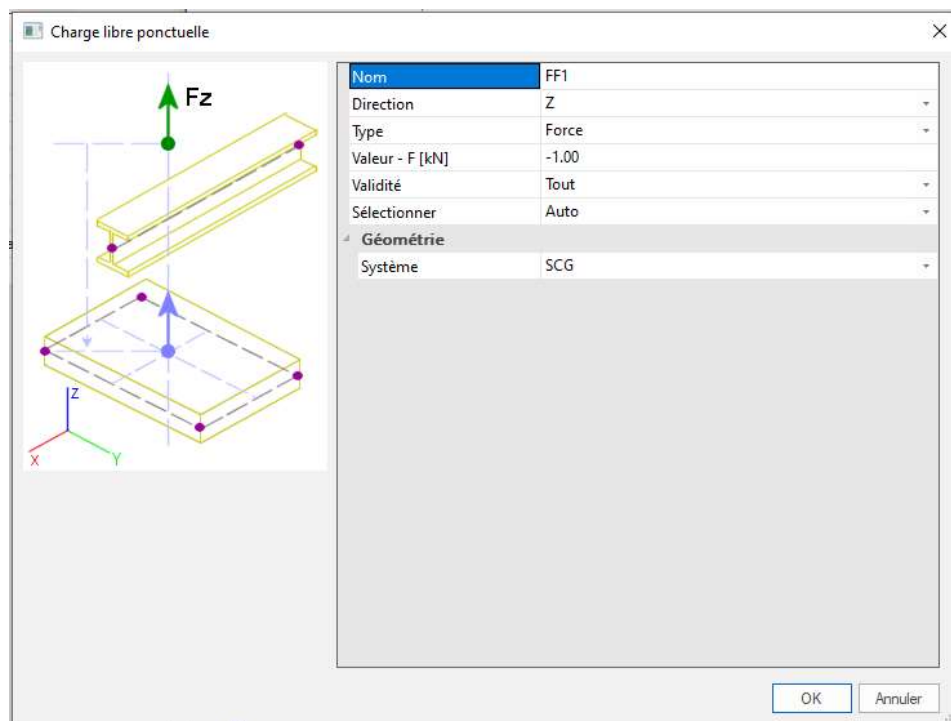 Charge libre ponctuelle
Fz
Z
X
Y
Nom FF1
Direction Z
Type Force
Valeur - F [kN] -1.00
Validité Tout
Sélectionner Auto
Géométrie
Système SCG
OK Annuler